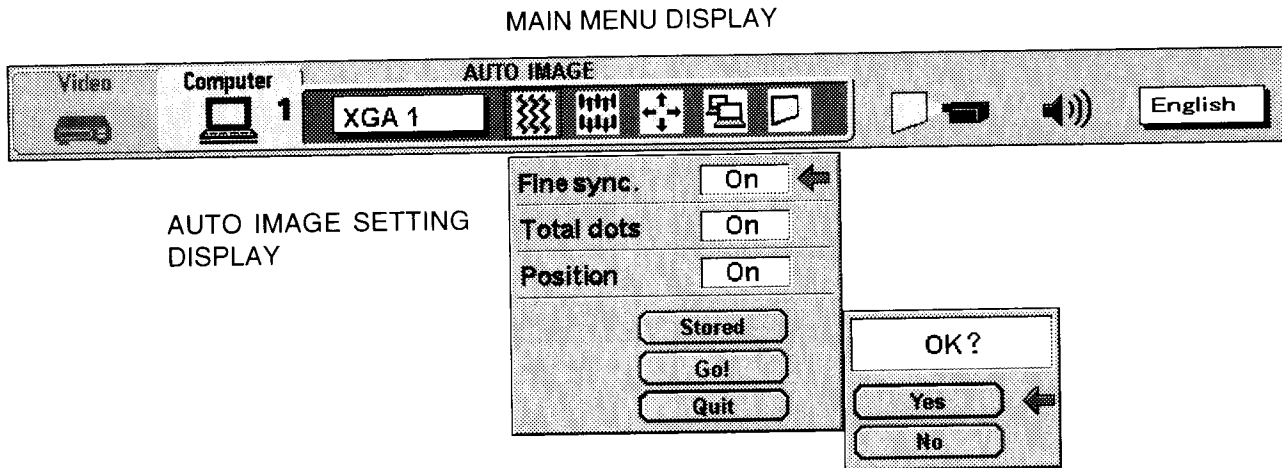 MAIN MENU DISPLAY
AUTO IMAGE
Video
Computer
1
XGA 1
English
AUTO IMAGE SETTING
DISPLAY
Fine sync. On
Total dots On
Position On
Stored
Go!
Quit
OK?
Yes
No